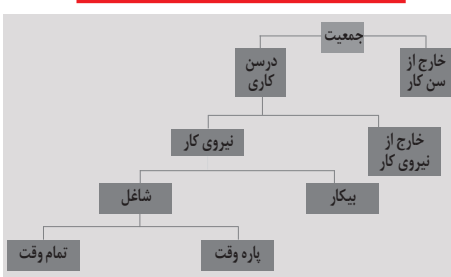 جمعیت
خارج از
سن کار
درسن
کاری
خارج از
نیروی کار
نیروی کار
بیکار
شاغل
پاره وقت
تمام وقت